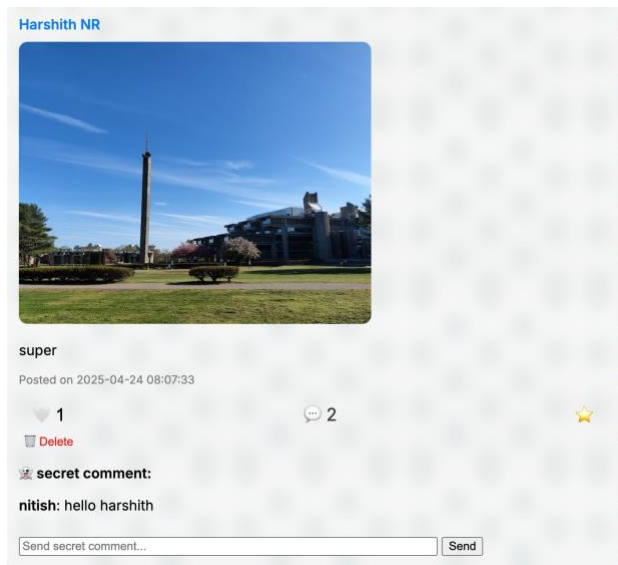 Harshith NR
super
Posted on 2025-04-24 08:07:33
1
2
Delete
secret comment:
nitish: hello harshith
Send secret comment... Send